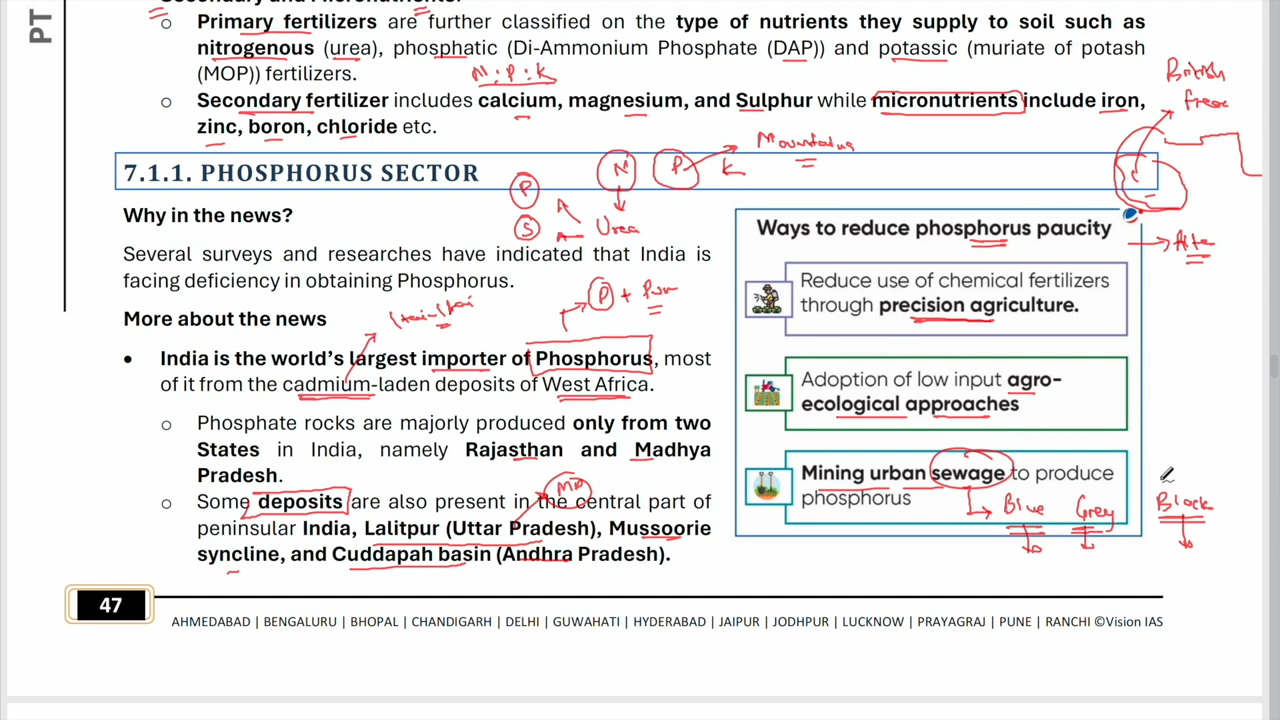 Secondary and Micronutrients.
PT
o Primary fertilizers are further classified on the type of nutrients they supply to soil such as
nitrogenous (urea), phosphatic (Di-Ammonium Phosphate (DAP)) and potassic (muriate of potash
(MOP)) fertilizers.
N : P : K
British
o Secondary fertilizer includes calcium, magnesium, and Sulphur while micronutrients include iron,
zinc, boron, chloride etc.
Mountains
7.1.1. PHOSPHORUS SECTOR
N P K
P
S
Urea
Why in the news?
Several surveys and researches have indicated that India is
facing deficiency in obtaining Phosphorus.
More about the news
P +
• India is the world's largest importer of Phosphorus, most
of it from the cadmium-laden deposits of West Africa.
o Phosphate rocks are majorly produced only from two
States in India, namely Rajasthan and Madhya
Pradesh.
MP
o Some deposits are also present in the central part of
peninsular India, Lalitpur (Uttar Pradesh), Mussoorie
syncline, and Cuddapah basin (Andhra Pradesh).
Ways to reduce phosphorus paucity
Reduce use of chemical fertilizers
through precision agriculture.
Adoption of low input agro-
ecological approaches
Mining urban sewage to produce
phosphorus
Blue Grey Black
47
AHMEDABAD | BENGALURU | BHOPAL | CHANDIGARH | DELHI | GUWAHATI | HYDERABAD | JAIPUR | JODHPUR | LUCKNOW | PRAYAGRAJ | PUNE | RANCHI ©Vision IAS